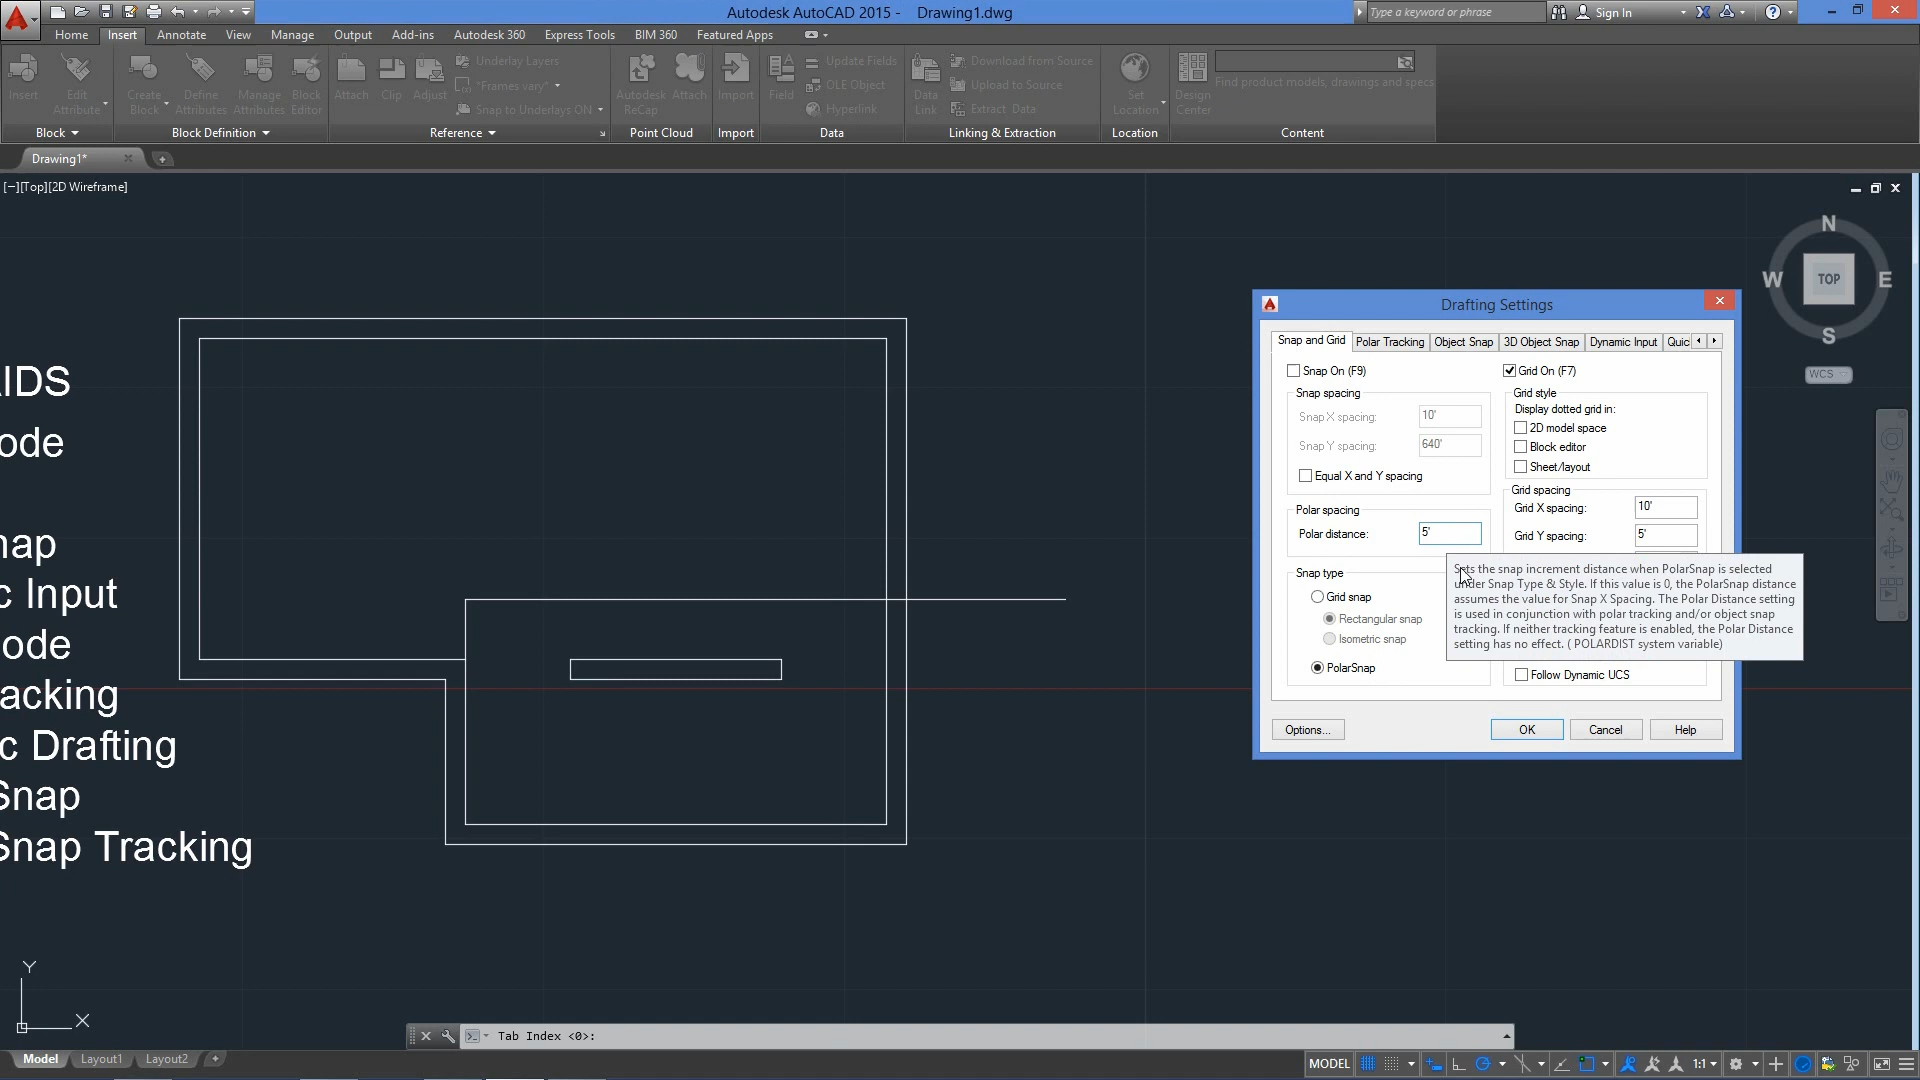 Autodesk AutoCAD 2015 -    Drawing1.dwg
Type a keyword or phrase
Sign In
Home
Insert
Annotate
View
Manage
Output
Add-ins
Autodesk 360
Express Tools
BIM 360
Featured Apps
Insert
Edit
Attribute
Block
Create
Block
Define
Attributes
Manage
Attributes
Block
Editor
Block Definition
Attach
Clip
Adjust
Underlay Layers
*Frames vary*
Snap to Underlays ON
Reference
Autodesk
ReCap
Attach
Point Cloud
Import
Import
Field
Update Fields
OLE Object
Hyperlink
Data
Data
Link
Download from Source
Upload to Source
Extract  Data
Linking & Extraction
Set
Location
Location
Design
Center
Find product models, drawings and specs
Content
Drawing1*
[−][Top][2D Wireframe]
N
W
TOP
E
S
WCS
IDS
ode
nap
c Input
ode
acking
c Drafting
Snap
Snap Tracking
Drafting Settings
Snap and Grid
Polar Tracking
Object Snap
3D Object Snap
Dynamic Input
Quic
Snap On (F9)
Grid On (F7)
Snap spacing
Snap X spacing:
10'
Snap Y spacing:
640'
Equal X and Y spacing
Grid style
Display dotted grid in:
2D model space
Block editor
Sheet/layout
Polar spacing
Polar distance:
5'
Grid spacing
Grid X spacing:
10'
Grid Y spacing:
5'
Snap type
Grid snap
Rectangular snap
Isometric snap
PolarSnap
Sets the snap increment distance when PolarSnap is selected
under Snap Type & Style. If this value is 0, the PolarSnap distance
assumes the value for Snap X Spacing. The Polar Distance setting
is used in conjunction with polar tracking and/or object snap
tracking. If neither tracking feature is enabled, the Polar Distance
setting has no effect. ( POLARDIST system variable)
Follow Dynamic UCS
Options...
OK
Cancel
Help
Y
X
Tab Index <0>:
Model
Layout1
Layout2
MODEL
1:1